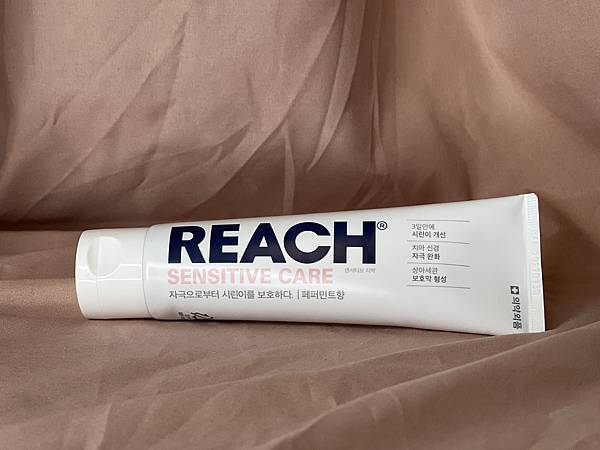 REACH®
SENSITIVE CARE
센서티브 치약
자극으로부터 시린이를 보호하다. | 페퍼민트향
3일만에
시린이 개선
치아 신경
자극 완화
상아세관
보호막 형성
의약외품